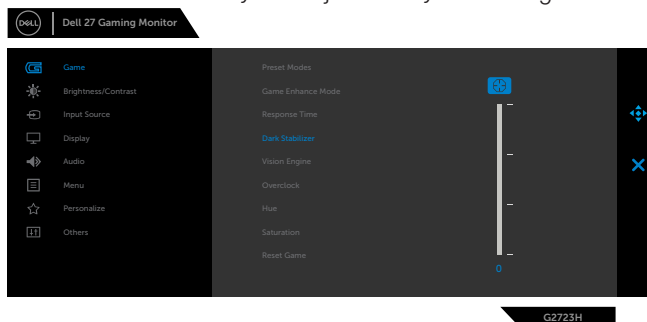 DELL
Dell 27 Gaming Monitor
Game
Brightness/Contrast
Input Source
Display
Audio
Menu
Personalize
Others
Preset Modes
Game Enhance Mode
Response Time
Dark Stabilizer
Vision Engine
Overclock
Hue
Saturation
Reset Game
0
G2723H